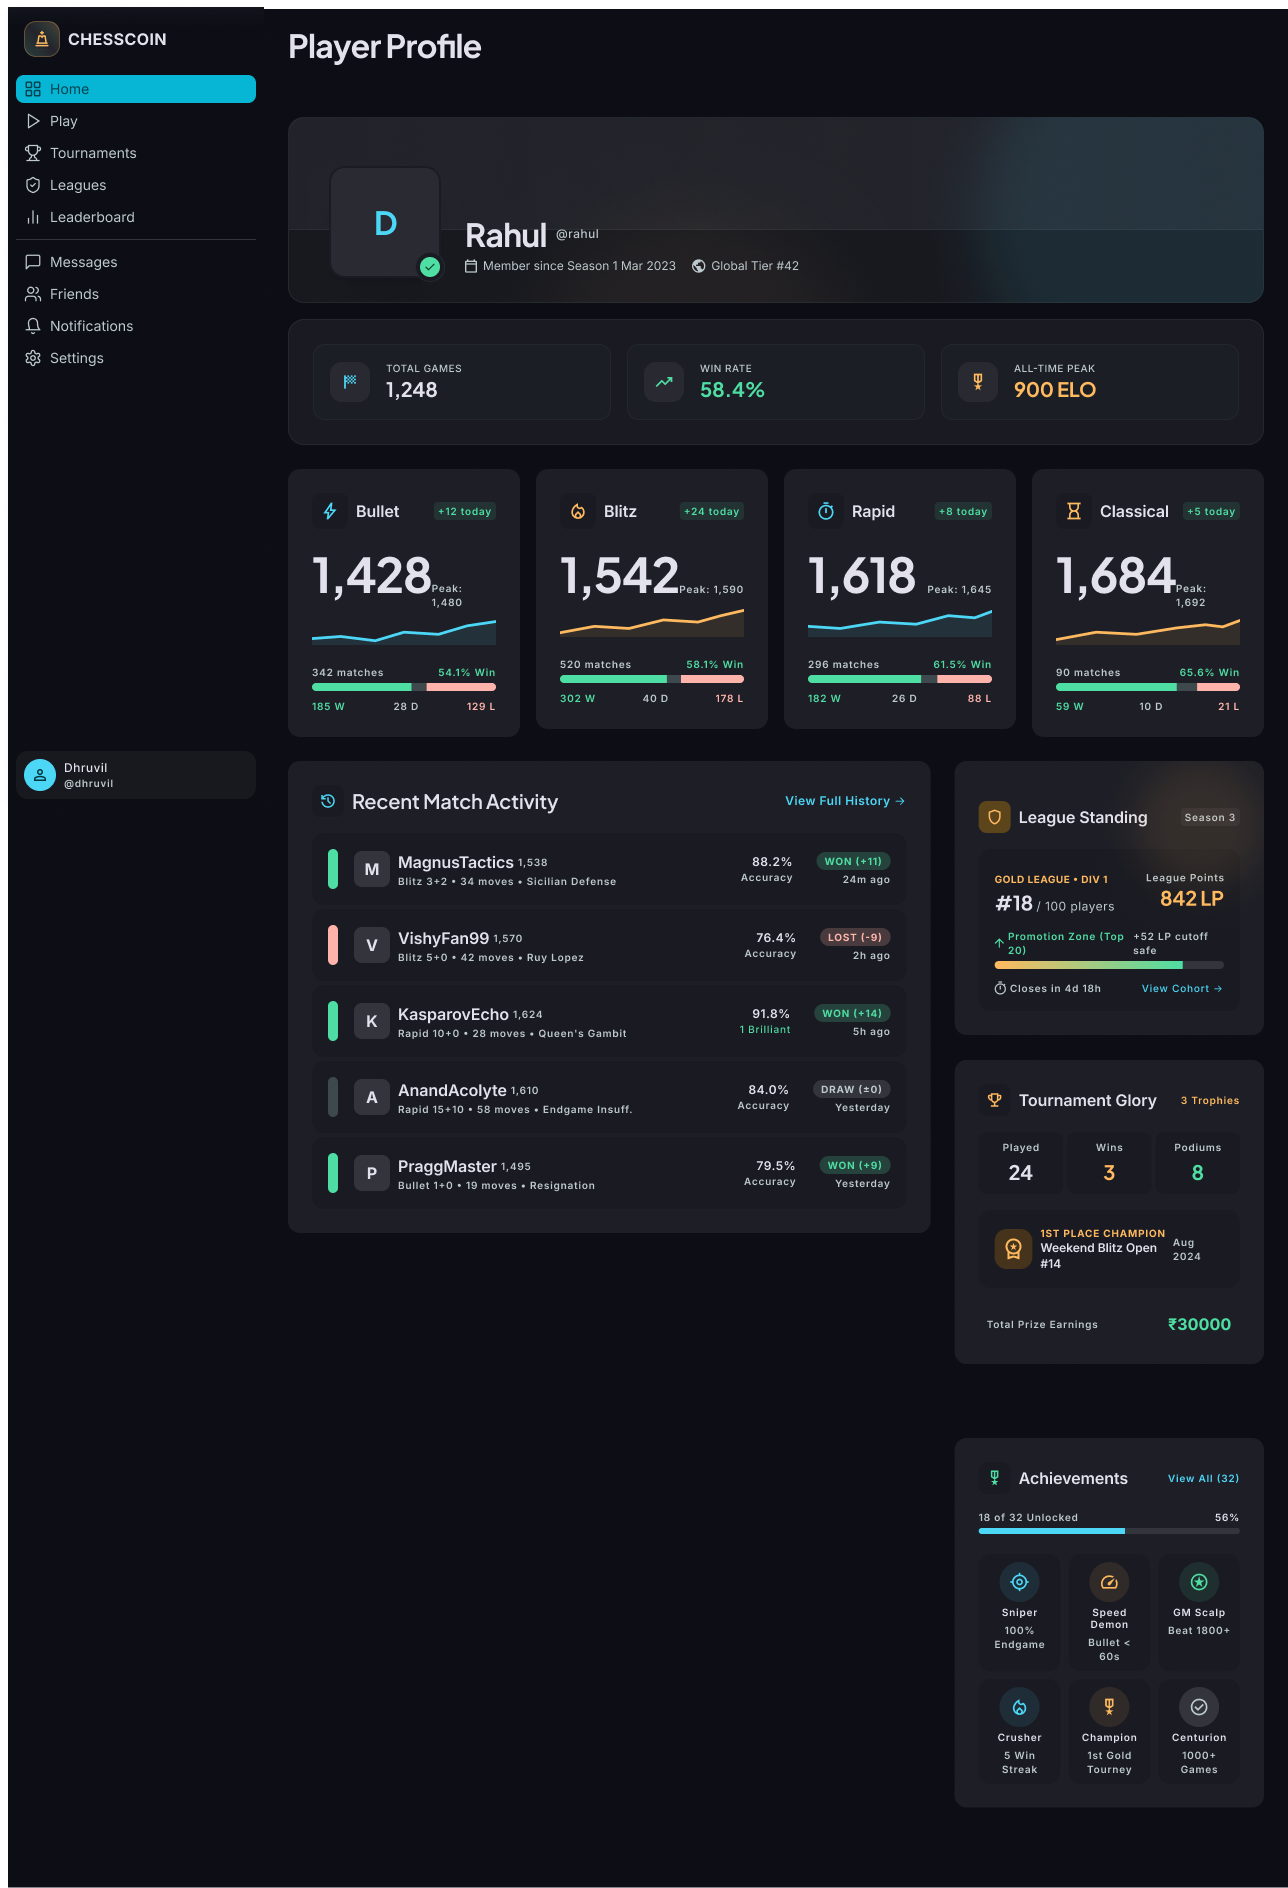 CHESSCOIN
Home
Play
Tournaments
Leagues
Leaderboard
Messages
Friends
Notifications
Settings
Dhruvil
@dhruvil
Player Profile
D
Rahul @rahul
Member since Season 1 Mar 2023 Global Tier #42
TOTAL GAMES
1,248
WIN RATE
58.4%
ALL-TIME PEAK
900 ELO
Bullet +12 today
1,428 Peak:
1,480
342 matches 54.1% Win
185 W 28 D 129 L
Blitz +24 today
1,542 Peak: 1,590
520 matches 58.1% Win
302 W 40 D 178 L
Rapid +8 today
1,618 Peak: 1,645
296 matches 61.5% Win
182 W 26 D 88 L
Classical +5 today
1,684 Peak:
1,692
90 matches 65.6% Win
59 W 10 D 21 L
Recent Match Activity View Full History →
M MagnusTactics 1,538 88.2% WON (+11)
Blitz 3+2 • 34 moves • Sicilian Defense Accuracy 24m ago
V VishyFan99 1,570 76.4% LOST (-9)
Blitz 5+0 • 42 moves • Ruy Lopez Accuracy 2h ago
K KasparovEcho 1,624 91.8% WON (+14)
Rapid 10+0 • 28 moves • Queen's Gambit 1 Brilliant 5h ago
A AnandAcolyte 1,610 84.0% DRAW (±0)
Rapid 15+10 • 58 moves • Endgame Insuff. Accuracy Yesterday
P PraggMaster 1,495 79.5% WON (+9)
Bullet 1+0 • 19 moves • Resignation Accuracy Yesterday
League Standing Season 3
GOLD LEAGUE • DIV 1 League Points
#18 / 100 players 842 LP
↑ Promotion Zone (Top +52 LP cutoff
20) safe
Closes in 4d 18h View Cohort →
Tournament Glory 3 Trophies
Played Wins Podiums
24 3 8
1ST PLACE CHAMPION
Weekend Blitz Open Aug
#14 2024
Total Prize Earnings ₹30000
Achievements View All (32)
18 of 32 Unlocked 56%
Sniper
100%
Endgame
Speed
Demon
Bullet <
60s
GM Scalp
Beat 1800+
Crusher
5 Win
Streak
Champion
1st Gold
Tourney
Centurion
1000+
Games